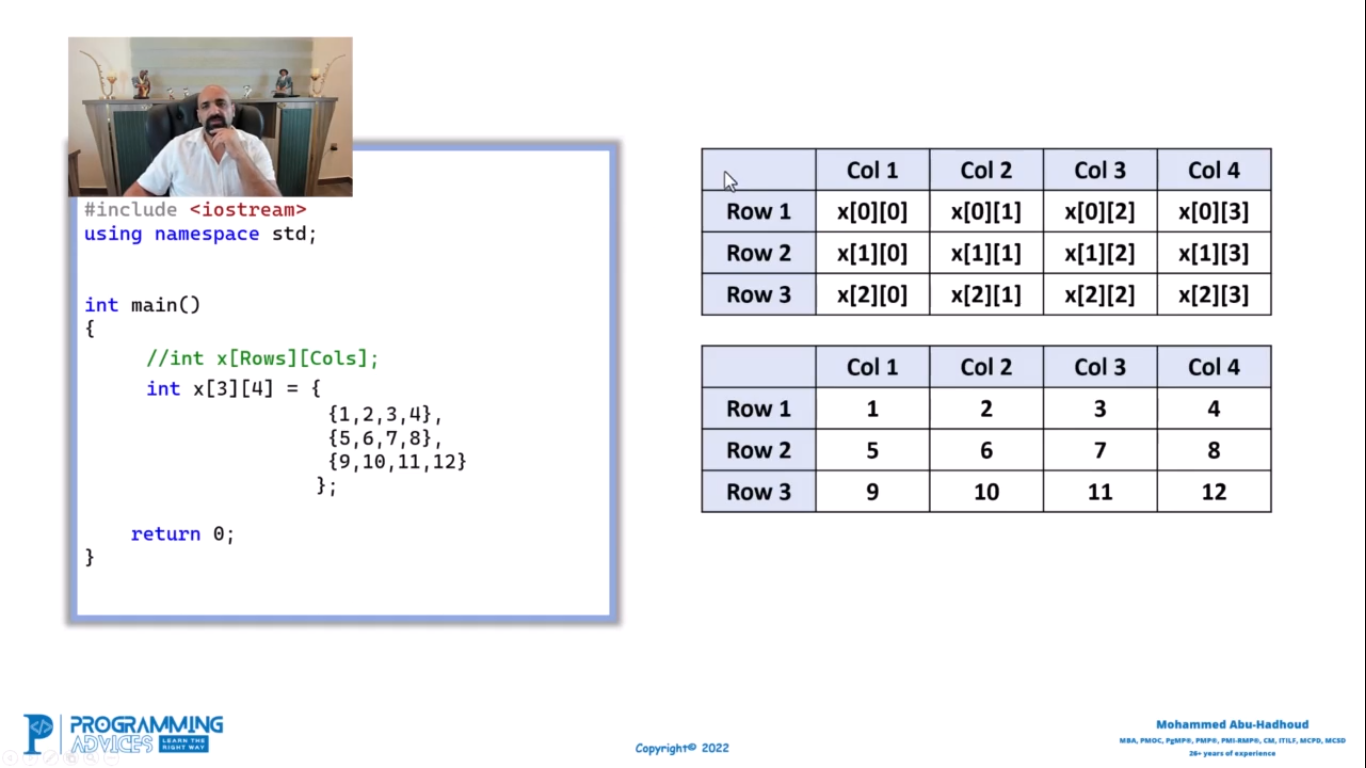 #include <iostream>
using namespace std;
int main()
{
//int x[Rows][Cols];
int x[3][4] = {
{1,2,3,4},
{5,6,7,8},
{9,10,11,12}
};
return 0;
}
Col 1 Col 2 Col 3 Col 4
Row 1 x[0][0] x[0][1] x[0][2] x[0][3]
Row 2 x[1][0] x[1][1] x[1][2] x[1][3]
Row 3 x[2][0] x[2][1] x[2][2] x[2][3]
Col 1 Col 2 Col 3 Col 4
Row 1 1 2 3 4
Row 2 5 6 7 8
Row 3 9 10 11 12
PROGRAMMING
ADVICES LEARN THE
RIGHT WAY
Copyright© 2022
Mohammed Abu-Hadhoud
MBA, PMOC, PgMP®, PMP®, PMI-RMP®, CM, ITILF, MCPD, MCSD
26+ years of experience